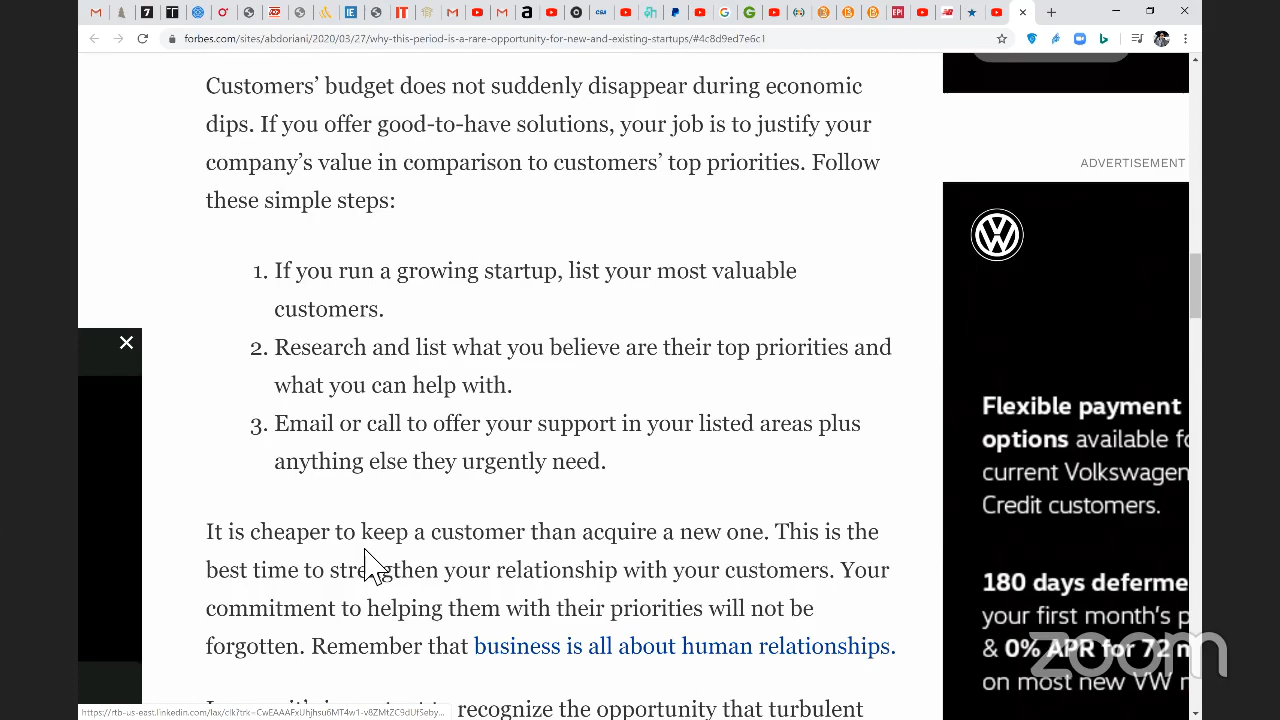 forbes.com/sites/abdoriani/2020/03/27/why-this-period-is-a-rare-opportunity-for-new-and-existing-startups/#4c8d9ed7e6c1
Customers’ budget does not suddenly disappear during economic
dips. If you offer good-to-have solutions, your job is to justify your
company’s value in comparison to customers’ top priorities. Follow
these simple steps:
1. If you run a growing startup, list your most valuable
customers.
2. Research and list what you believe are their top priorities and
what you can help with.
3. Email or call to offer your support in your listed areas plus
anything else they urgently need.
It is cheaper to keep a customer than acquire a new one. This is the
best time to strengthen your relationship with your customers. Your
commitment to helping them with their priorities will not be
forgotten. Remember that business is all about human relationships.
recognize the opportunity that turbulent
ADVERTISEMENT
Flexible payment
options available
current Volkswagen
Credit customers.
180 days
your first month's
& 0% APR for 72
on most new VW
zoom